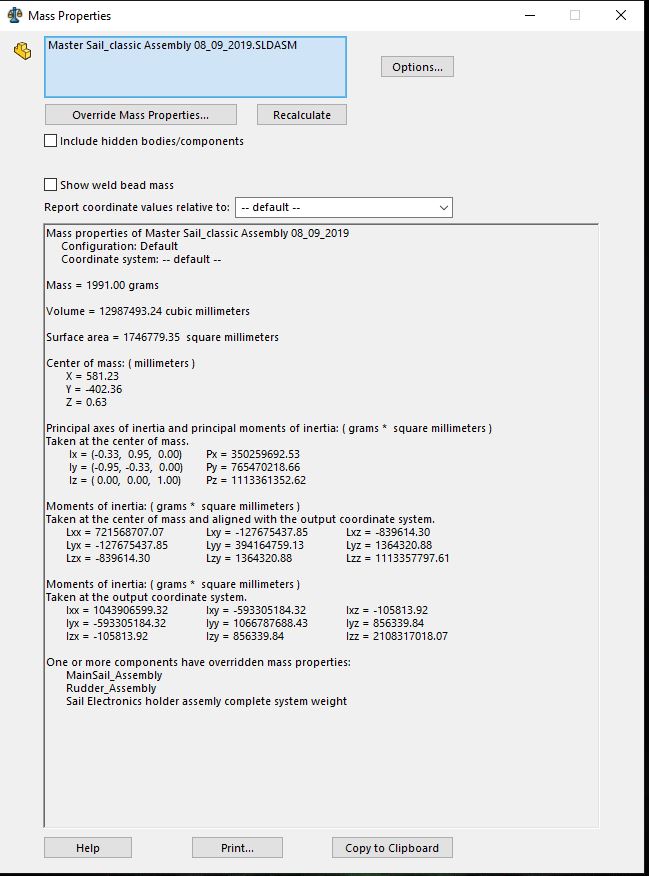 Mass Properties
Master Sail_classic Assembly 08_09_2019.SLDASM
Options...
Override Mass Properties...
Recalculate
Include hidden bodies/components
Show weld bead mass
Report coordinate values relative to: -- default --
Mass properties of Master Sail_classic Assembly 08_09_2019
Configuration: Default
Coordinate system: -- default --
Mass = 1991.00 grams
Volume = 12987493.24 cubic millimeters
Surface area = 1746779.35 square millimeters
Center of mass: ( millimeters )
X = 581.23
Y = -402.36
Z = 0.63
Principal axes of inertia and principal moments of inertia: ( grams * square millimeters )
Taken at the center of mass.
Ix = (-0.33, 0.95, 0.00) Px = 350259692.53
Iy = (-0.95, -0.33, 0.00) Py = 765470218.66
Iz = ( 0.00, 0.00, 1.00) Pz = 1113361352.62
Moments of inertia: ( grams * square millimeters )
Taken at the center of mass and aligned with the output coordinate system.
Lxx = 721568707.07 Lxy = -127675437.85 Lxz = -839614.30
Lyx = -127675437.85 Lyy = 394164759.13 Lyz = 1364320.88
Lzx = -839614.30 Lzy = 1364320.88 Lzz = 1113357797.61
Moments of inertia: ( grams * square millimeters )
Taken at the output coordinate system.
Ixx = 1043906599.32 Ixy = -593305184.32 Ixz = -105813.92
Iyx = -593305184.32 Iyy = 1066787688.43 Iyz = 856339.84
Izx = -105813.92 Izy = 856339.84 Izz = 2108317018.07
One or more components have overridden mass properties:
MainSail_Assembly
Rudder_Assembly
Sail Electronics holder assemly complete system weight
Help
Print...
Copy to Clipboard